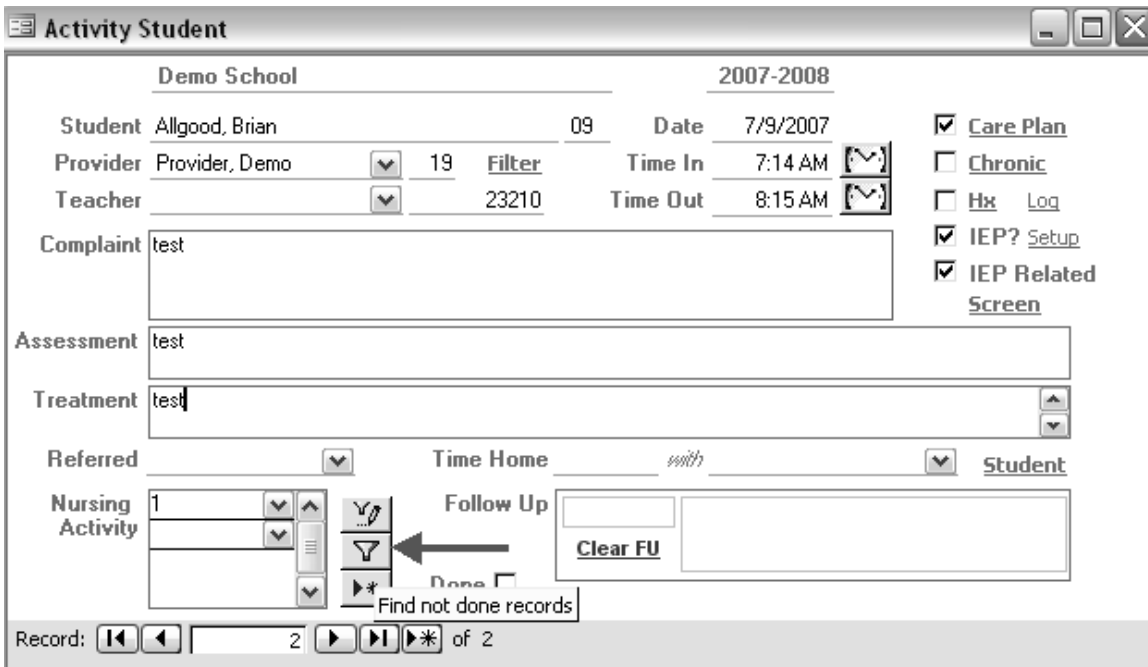 Activity Student
Demo School 2007-2008
Student Allgood, Brian 09 Date 7/9/2007 Care Plan
Provider Provider, Demo 19 Filter Time In 7:14 AM Chronic
Teacher 23210 Time Out 8:15 AM Hx Log
Complaint test IEP? Setup
IEP Related
Screen
Assessment test
Treatment test
Referred Time Home with Student
Nursing 1 Follow Up
Activity
Clear FU
Done
Find not done records
Record: 2 of 2